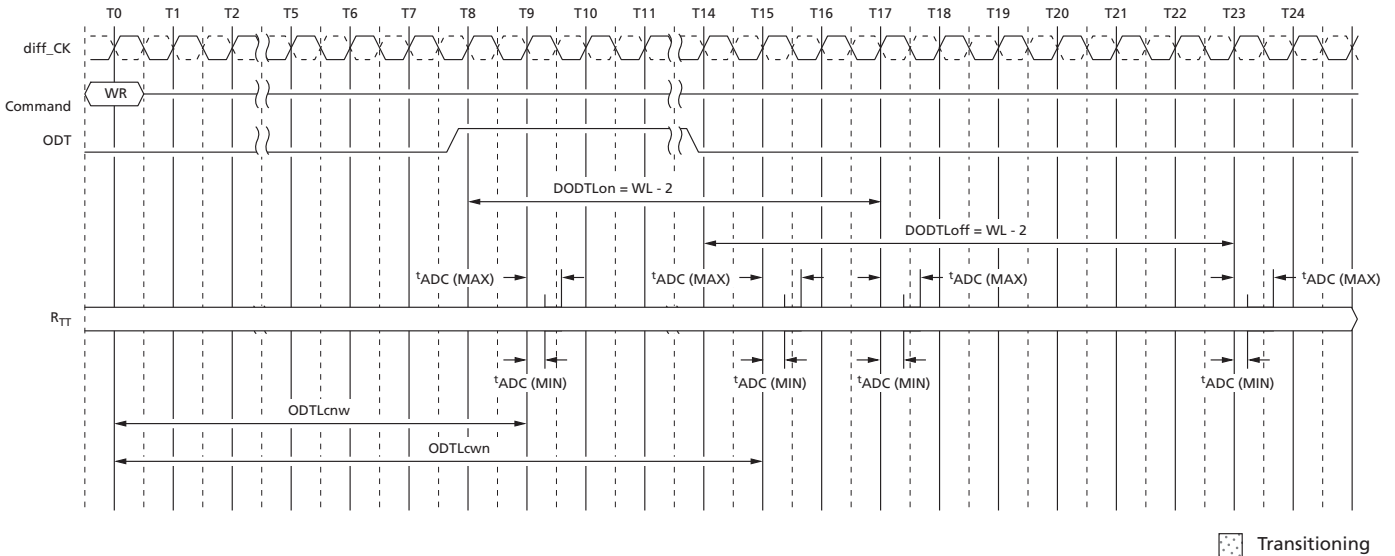 T0 T1 T2 T5 T6 T7 T8 T9 T10 T11 T14 T15 T16 T17 T18 T19 T20 T21 T22 T23 T24
diff_CK
WR
Command
ODT
DODTLon = WL - 2
DODTLoff = WL - 2
tADC (MAX) tADC (MAX) tADC (MAX) tADC (MAX)
RTT
tADC (MIN) tADC (MIN) tADC (MIN) tADC (MIN)
ODTLcnw
ODTLcwn
Transitioning